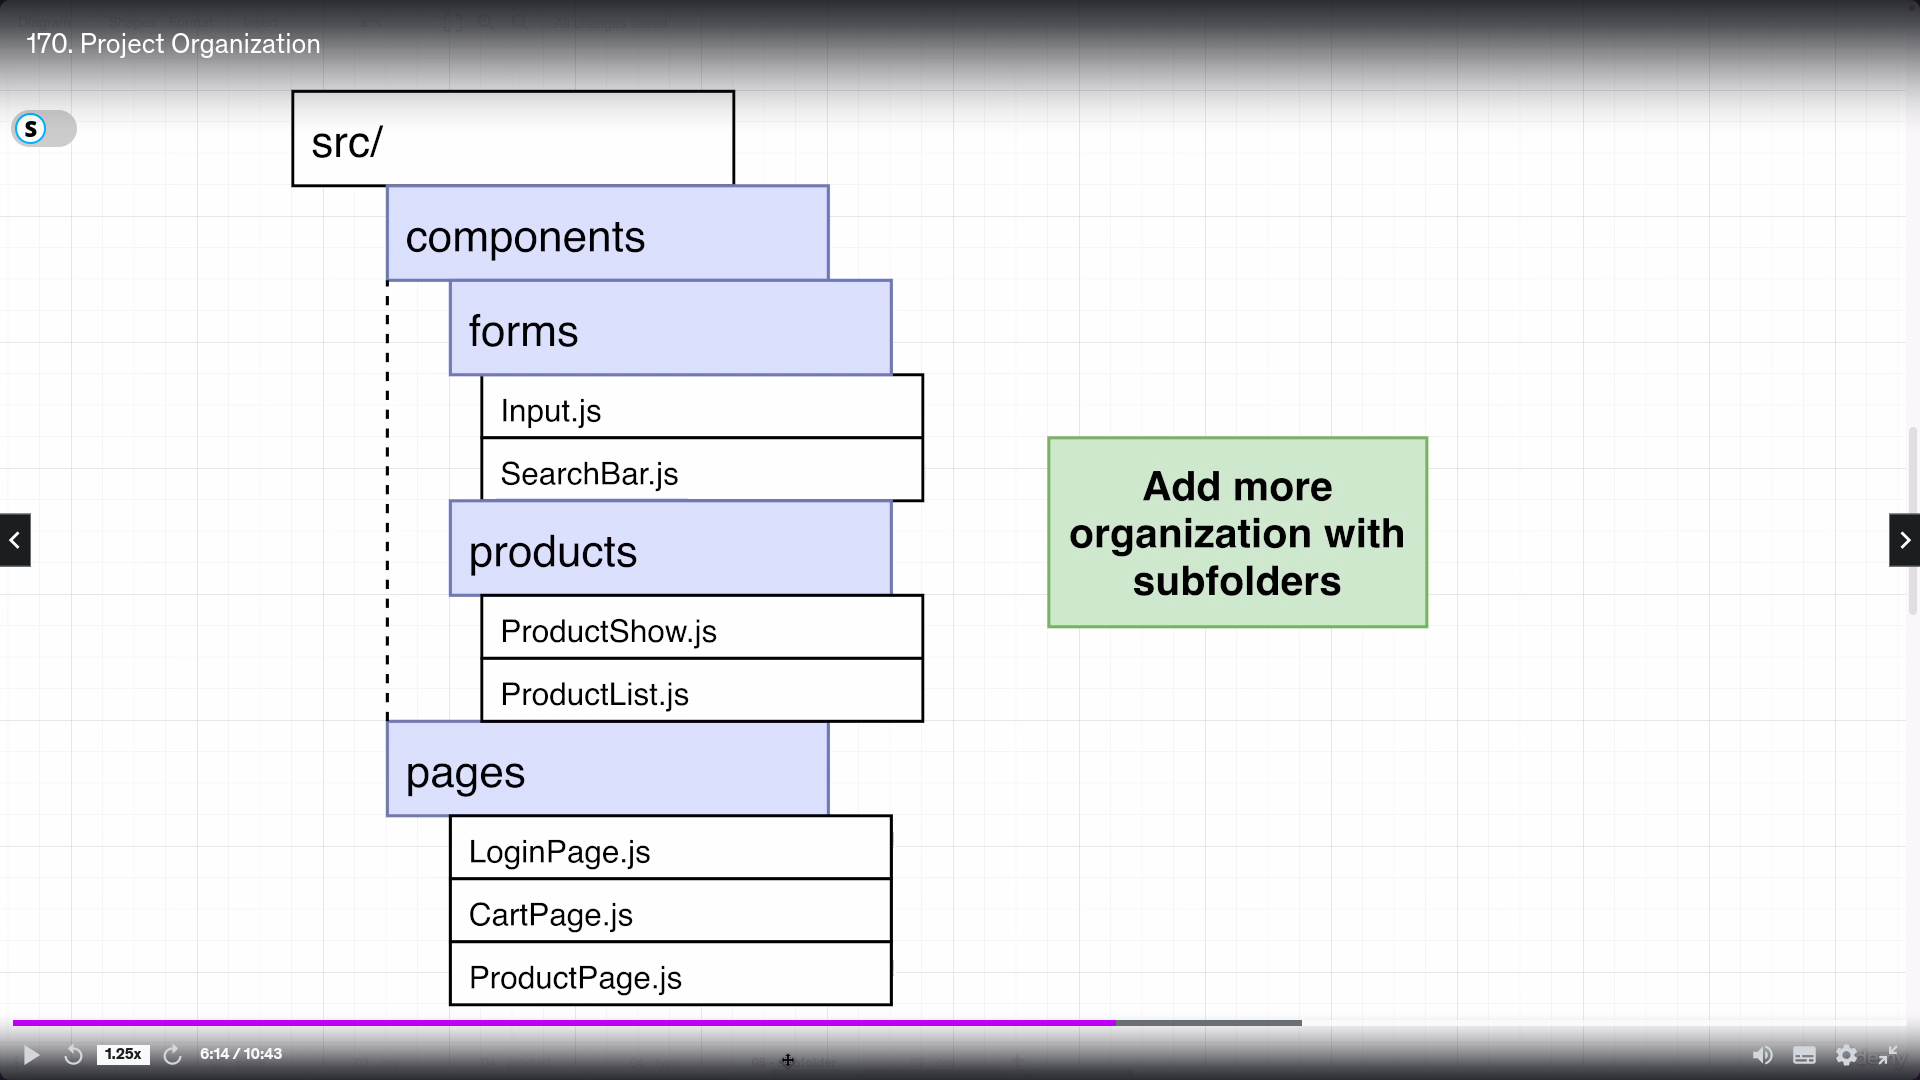 170. Project Organization
S
src/
components
forms
Input.js
SearchBar.js
products
ProductShow.js
ProductList.js
pages
LoginPage.js
CartPage.js
ProductPage.js
Add more
organization with
subfolders
1.25x
6:14 / 10:43